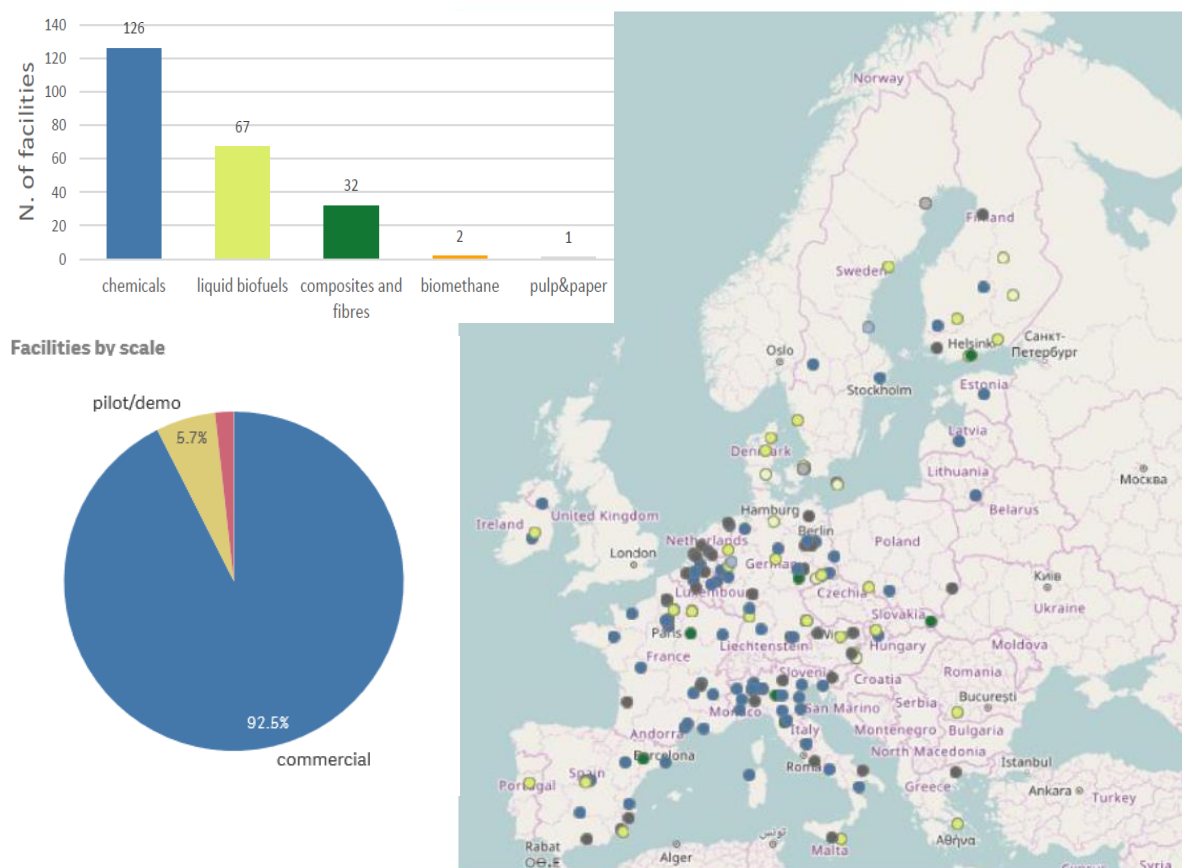 N. of facilities
140
120
100
80
60
40
20
0
126
67
32
2
1
chemicals
liquid biofuels
composites and
fibres
biomethane
pulp&paper
Facilities by scale
pilot/demo
5.7%
92.5%
commercial
Norway
Finland
Sweden
Oslo
Helsinki
Санкт-
Петербург
Stockholm
Estonia
Latvia
Denmark
Lithuania
Москва
Belarus
Hamburg
United Kingdom
Ireland
Berlin
Netherlands
Poland
London
Germany
Київ
Luxembourg
Czechia
Ukraine
Slovakia
Paris
Liechtenstein
Hungary
Moldova
France
Sloveni
Croatia
Romania
Monaco
San Marino
Serbia
București
Andorra
Italy
Montenegro
Bulgaria
Barcelona
North Macedonia
Roma
Istanbul
Spain
Portugal
Greece
Ankara
Turkey
Αθήνα
تونس
Rabat
Alger
Malta
Syria